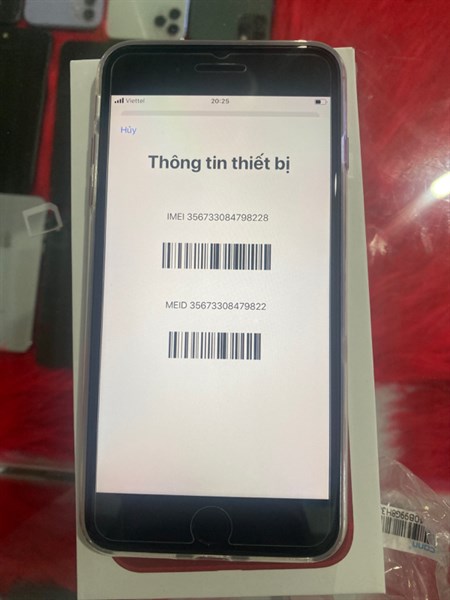 Viettel 20:25
Hủy
Thông tin thiết bị
IMEI 356733084798228
MEID 35673308479822